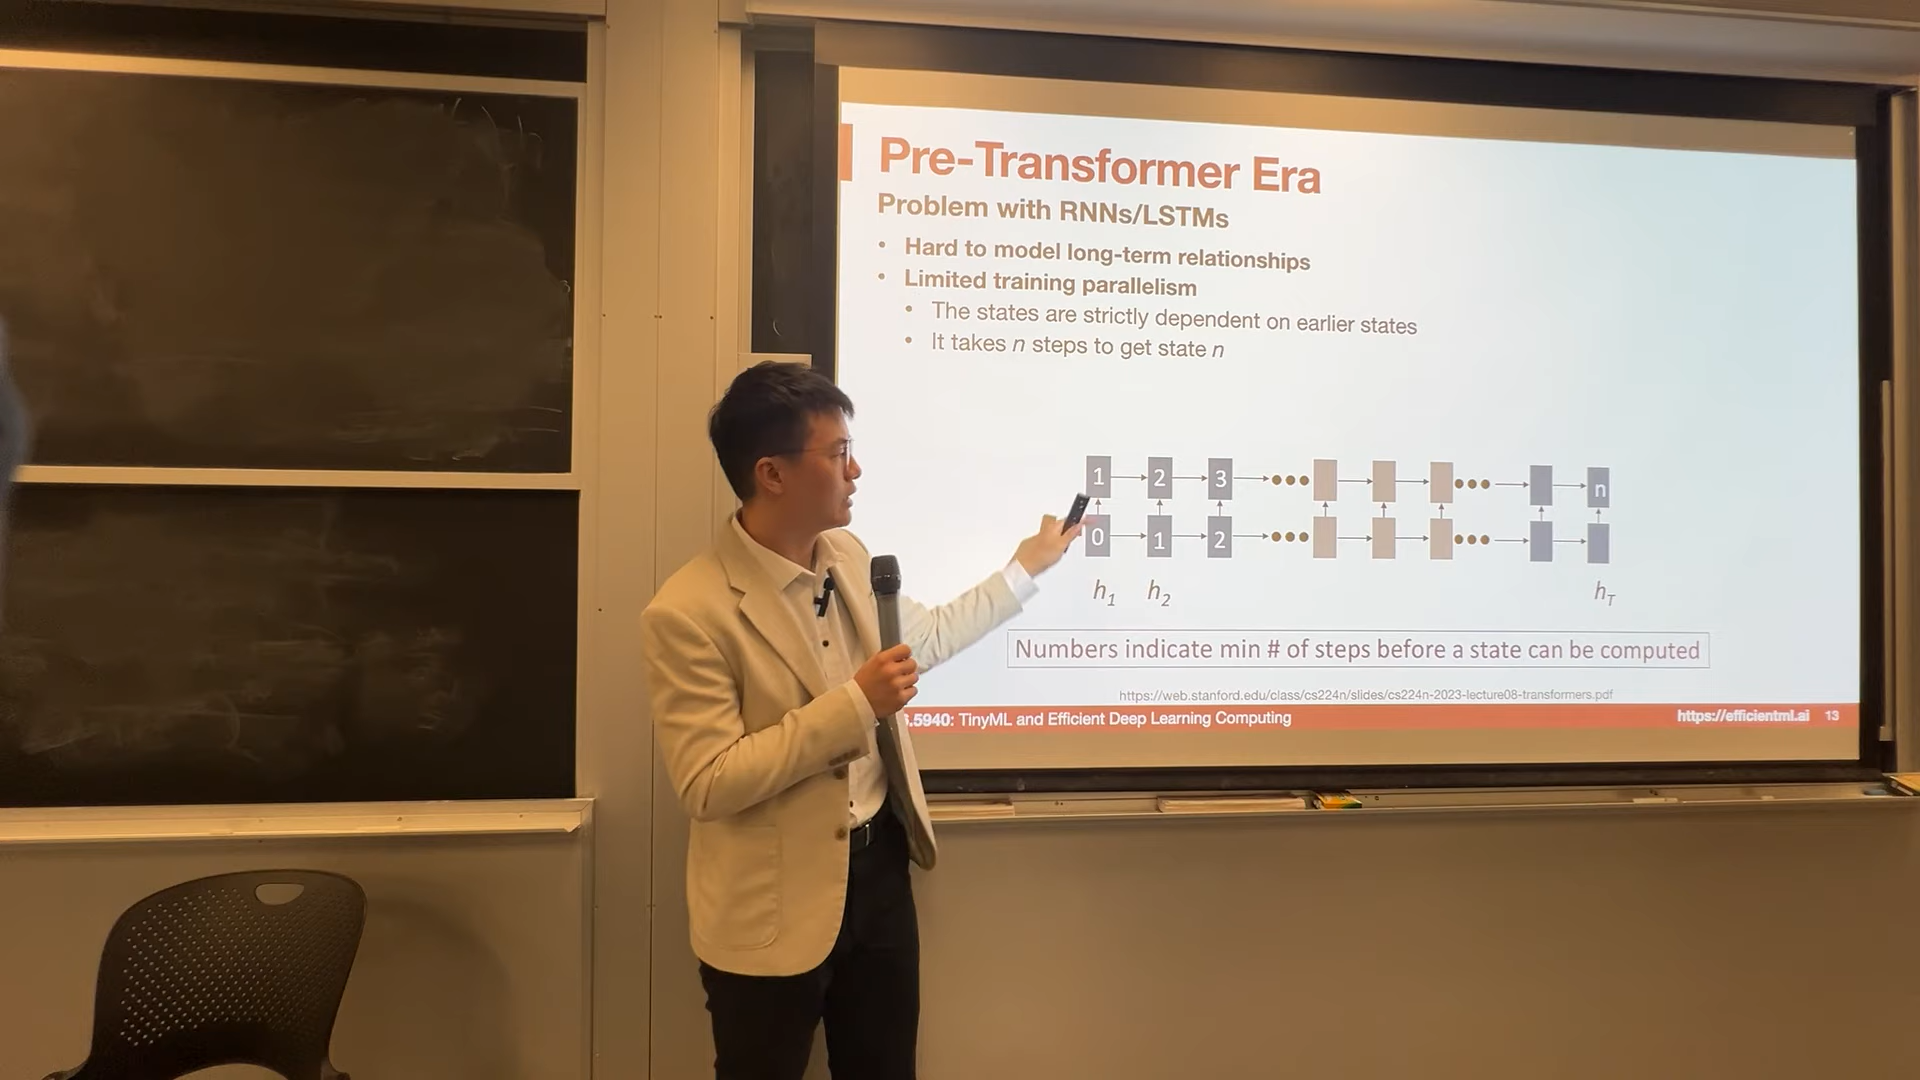 Pre-Transformer Era
Problem with RNNs/LSTMs
• Hard to model long-term relationships
• Limited training parallelism
• The states are strictly dependent on earlier states
• It takes n steps to get state n
1 2 3 ••• ••• n
0 1 2 ••• •••
h1 h2 hT
Numbers indicate min # of steps before a state can be computed
https://web.stanford.edu/class/cs224n/slides/cs224n-2023-lecture08-transformers.pdf
.5940: TinyML and Efficient Deep Learning Computing
https://efficientml.ai 13